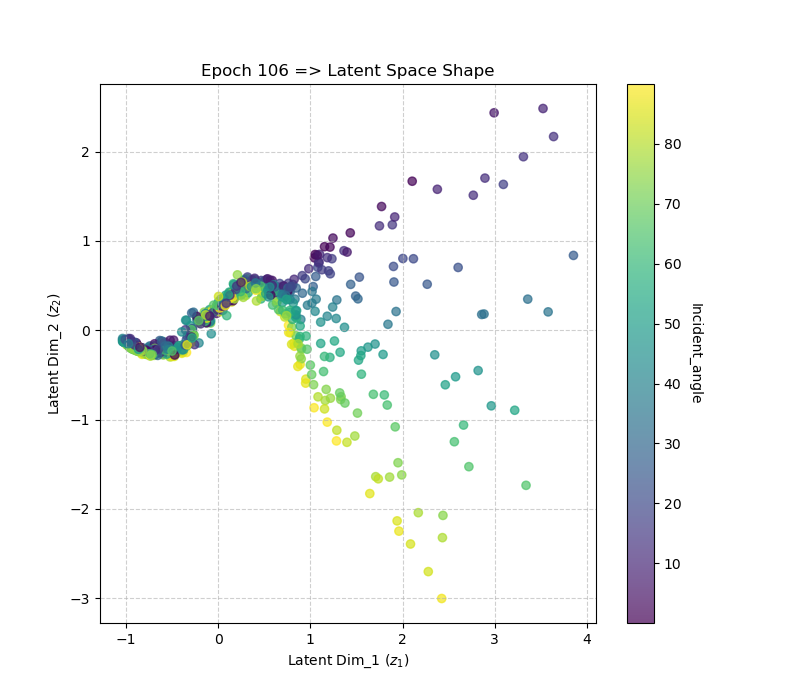 Epoch 106 => Latent Space Shape
2
1
0
−1
−2
−3
Latent Dim_2 (z₂)
−1 0 1 2 3 4
Latent Dim_1 (z₁)
80
70
60
50
40
30
20
10
Incident_angle